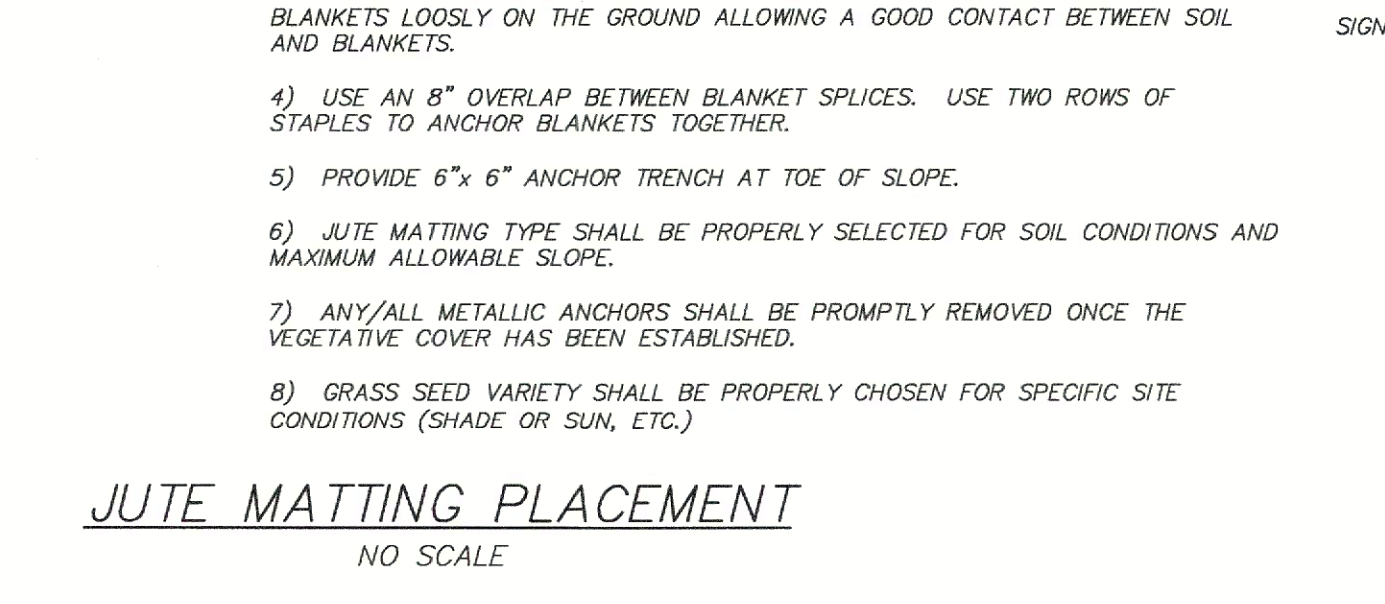 BLANKETS LOOSLY ON THE GROUND ALLOWING A GOOD CONTACT BETWEEN SOIL
AND BLANKETS.
4) USE AN 8" OVERLAP BETWEEN BLANKET SPLICES. USE TWO ROWS OF
STAPLES TO ANCHOR BLANKETS TOGETHER.
5) PROVIDE 6"x 6" ANCHOR TRENCH AT TOE OF SLOPE.
6) JUTE MATTING TYPE SHALL BE PROPERLY SELECTED FOR SOIL CONDITIONS AND
MAXIMUM ALLOWABLE SLOPE.
7) ANY/ALL METALLIC ANCHORS SHALL BE PROMPTLY REMOVED ONCE THE
VEGETATIVE COVER HAS BEEN ESTABLISHED.
8) GRASS SEED VARIETY SHALL BE PROPERLY CHOSEN FOR SPECIFIC SITE
CONDITIONS (SHADE OR SUN, ETC.)
JUTE MATTING PLACEMENT
NO SCALE
SIGN